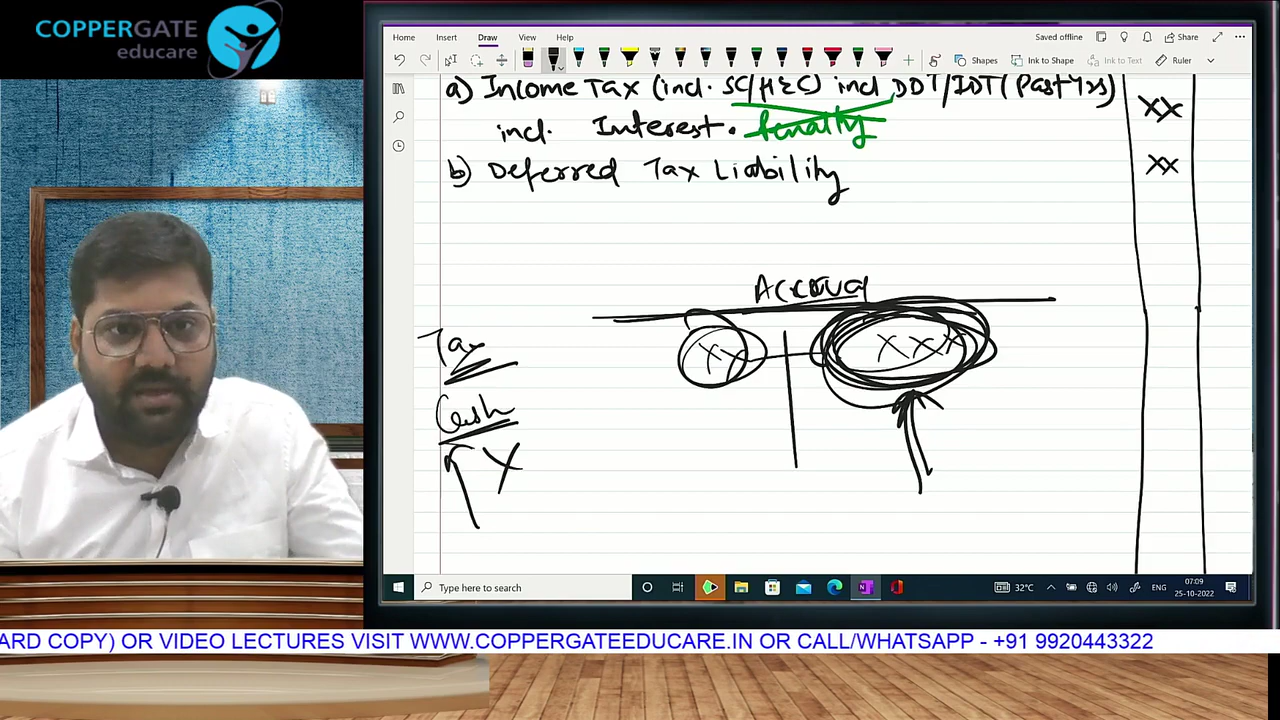 COPPERGATE
educare
Home Insert Draw View Help
Saved offline
Share
Shapes
Ink to Shape
Ink to Text
Ruler
a) Income Tax (incl. SC/HEC) incl DDT/IDT (Past Yrs) XX
incl. Interest. Penalty
b) Deferred Tax Liability XX
Accrual
Tax XX XXX
Cash
X
Type here to search
32°C
ENG
07:09
25-10-2022
ARD COPY) OR VIDEO LECTURES VISIT WWW.COPPERGATEEDUCARE.IN OR CALL/WHATSAPP - +91 9920443322